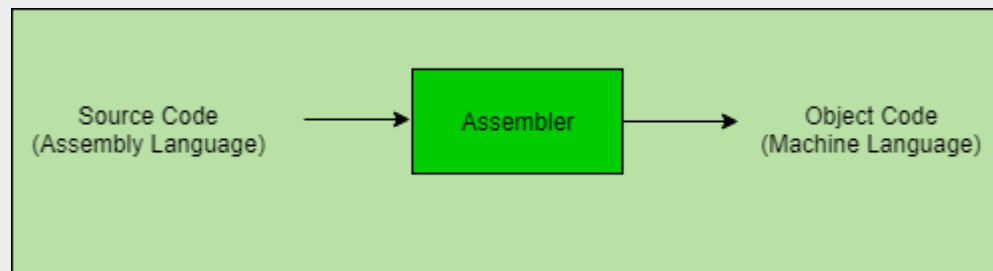 Source Code
(Assembly Language)
Assembler
Object Code
(Machine Language)